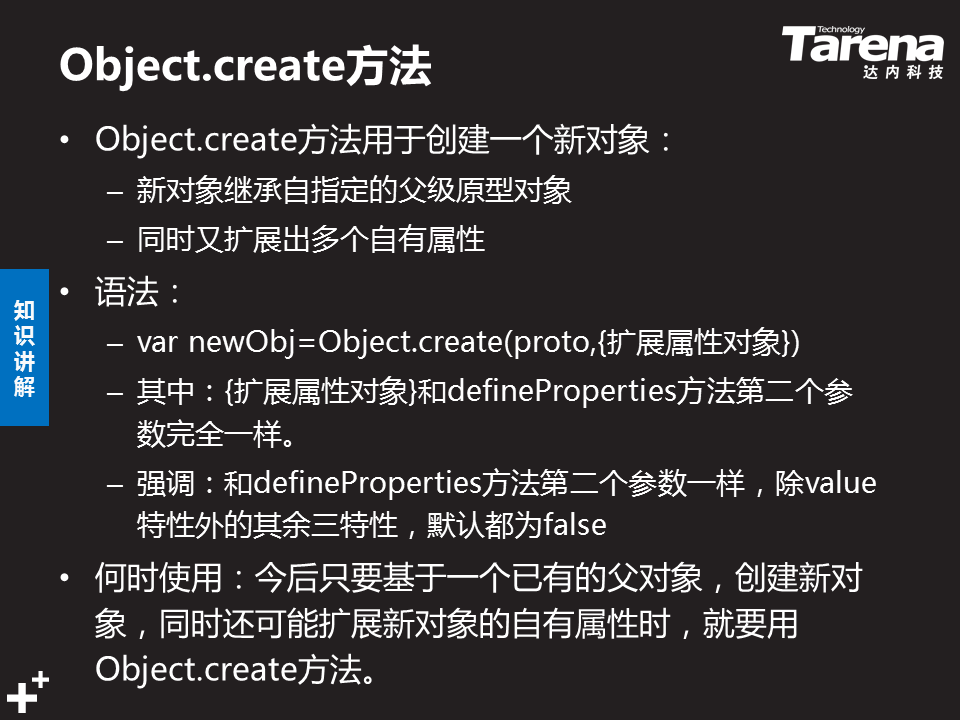 Object.create方法
Technology
Tarena
达内科技
• Object.create方法用于创建一个新对象：
– 新对象继承自指定的父级原型对象
– 同时又扩展出多个自有属性
• 语法：
– var newObj=Object.create(proto,{扩展属性对象})
– 其中：{扩展属性对象}和defineProperties方法第二个参
数完全一样。
– 强调：和defineProperties方法第二个参数一样，除value
特性外的其余三特性，默认都为false
• 何时使用：今后只要基于一个已有的父对象，创建新对
象，同时还可能扩展新对象的自有属性时，就要用
Object.create方法。
知
识
讲
解